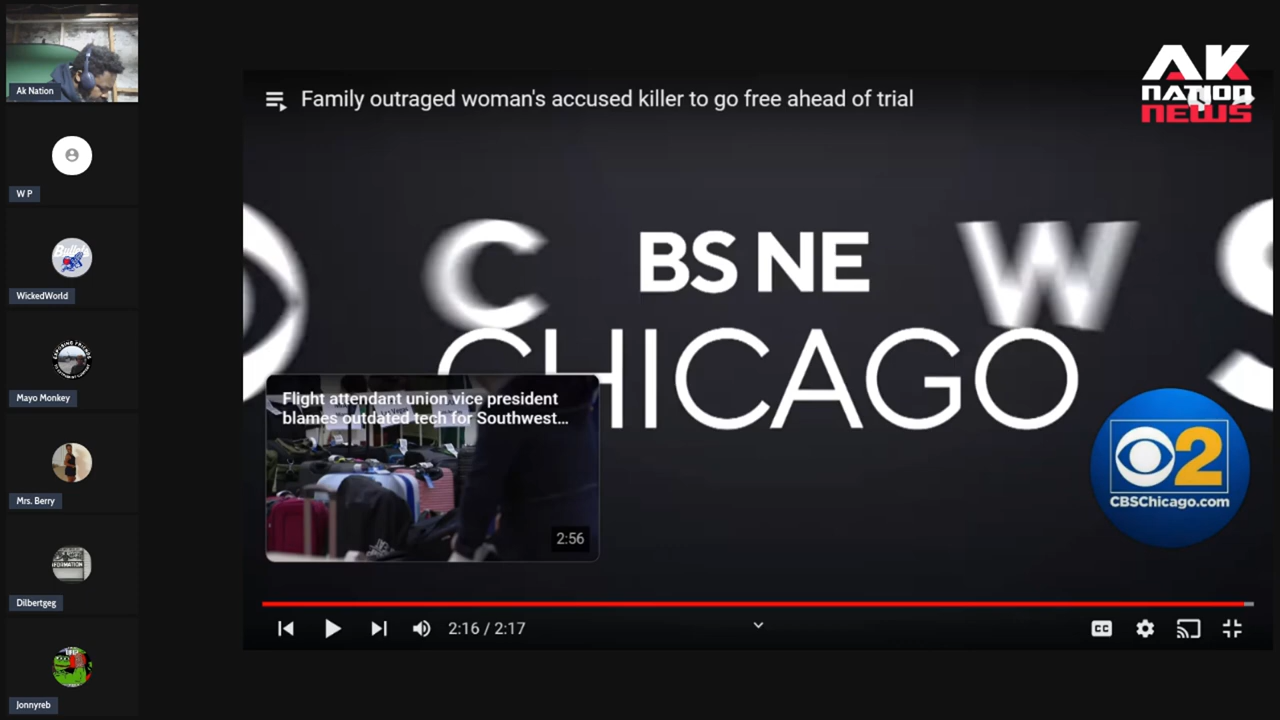 Ak Nation
W P
WickedWorld
Mayo Monkey
Mrs. Berry
Dilbertgeg
Jonnyreb
AK
NATION
NEWS
Family outraged woman's accused killer to go free ahead of trial
C BS NE W S
CHICAGO
Flight attendant union vice president
blames outdated tech for Southwest...
2:56
2
CBSChicago.com
2:16 / 2:17
CC